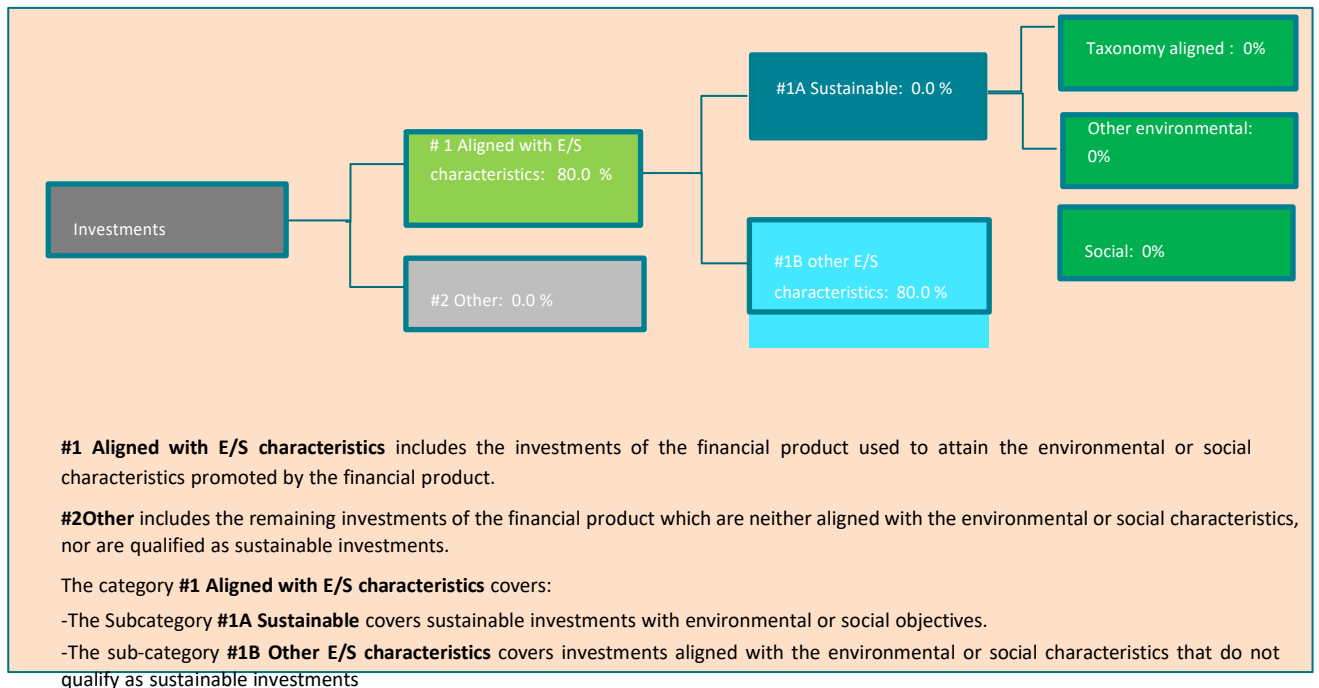 Taxonomy aligned : 0%
#1A Sustainable: 0.0 %
Other environmental:
0%
# 1 Aligned with E/S
characteristics: 80.0 %
Investments
Social: 0%
#1B other E/S
characteristics: 80.0 %
#2 Other: 0.0 %
#1 Aligned with E/S characteristics includes the investments of the financial product used to attain the environmental or social
characteristics promoted by the financial product.
#2Other includes the remaining investments of the financial product which are neither aligned with the environmental or social characteristics,
nor are qualified as sustainable investments.
The category #1 Aligned with E/S characteristics covers:
-The Subcategory #1A Sustainable covers sustainable investments with environmental or social objectives.
-The sub-category #1B Other E/S characteristics covers investments aligned with the environmental or social characteristics that do not
qualify as sustainable investments